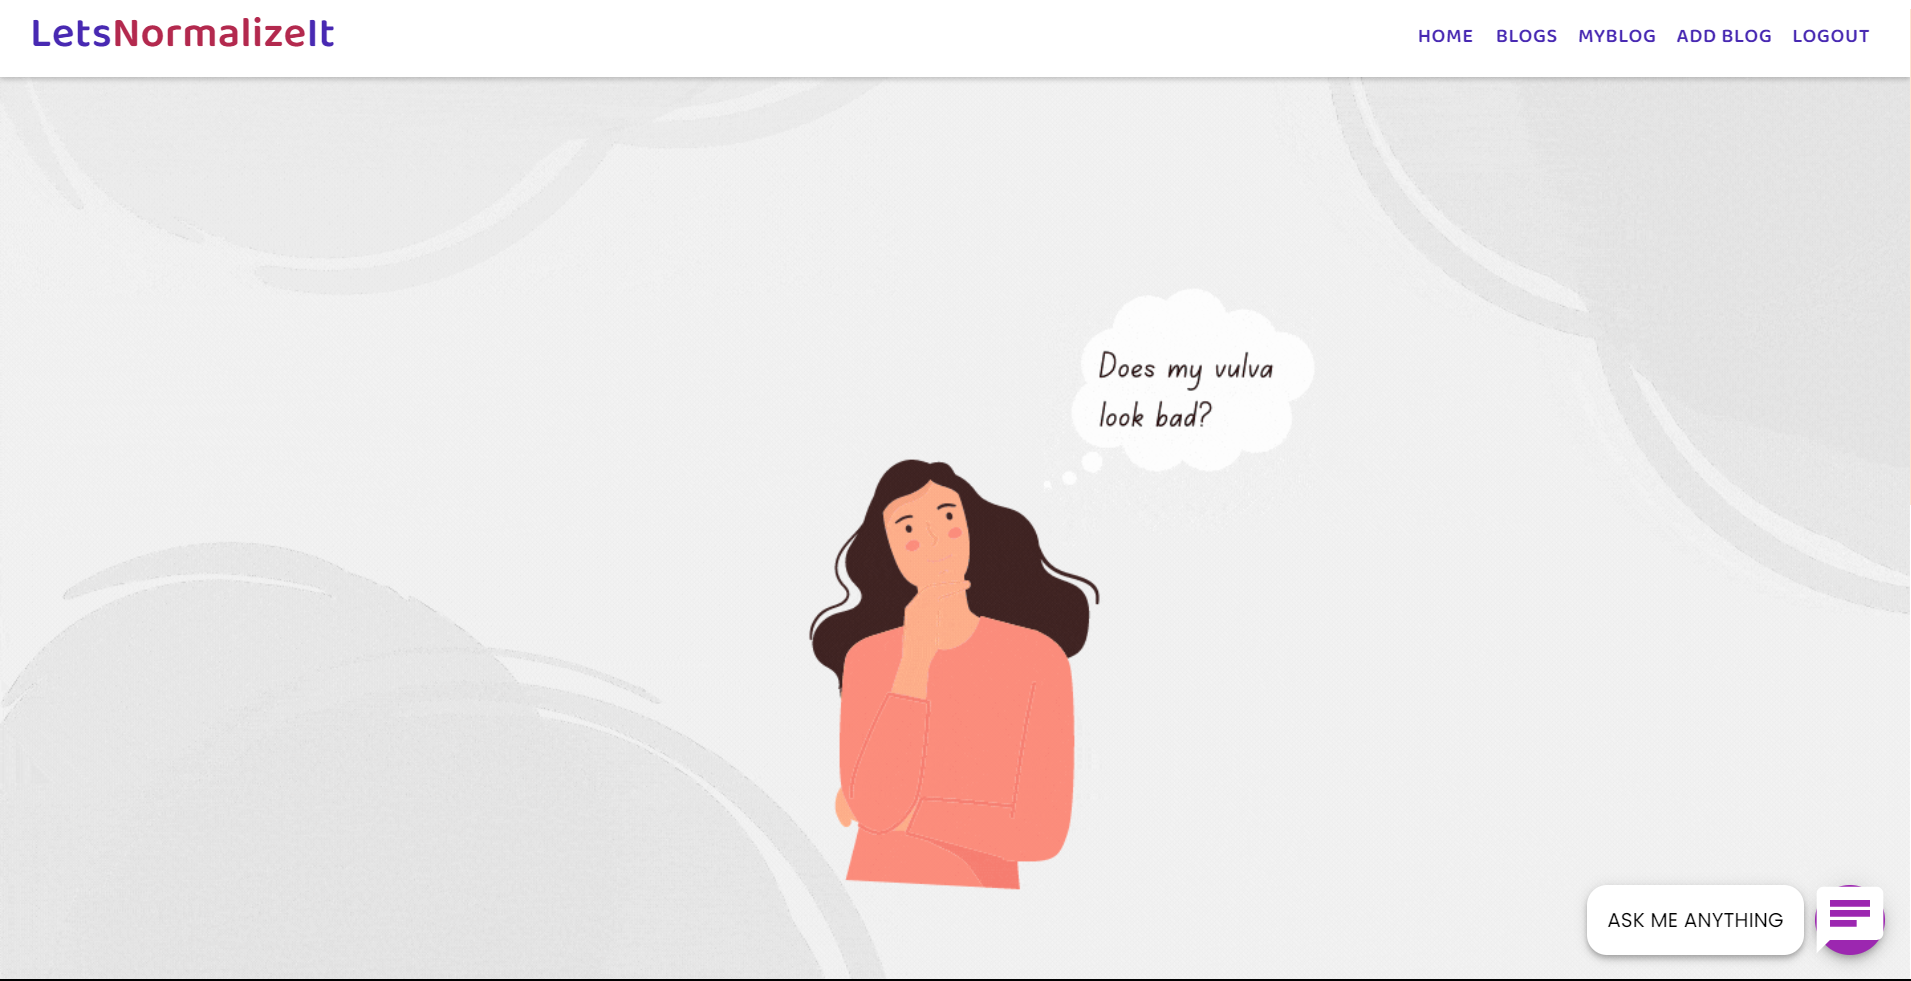 LetsNormalizeIt
HOME BLOGS MYBLOG ADD BLOG LOGOUT
Does my vulva
look bad?
ASK ME ANYTHING